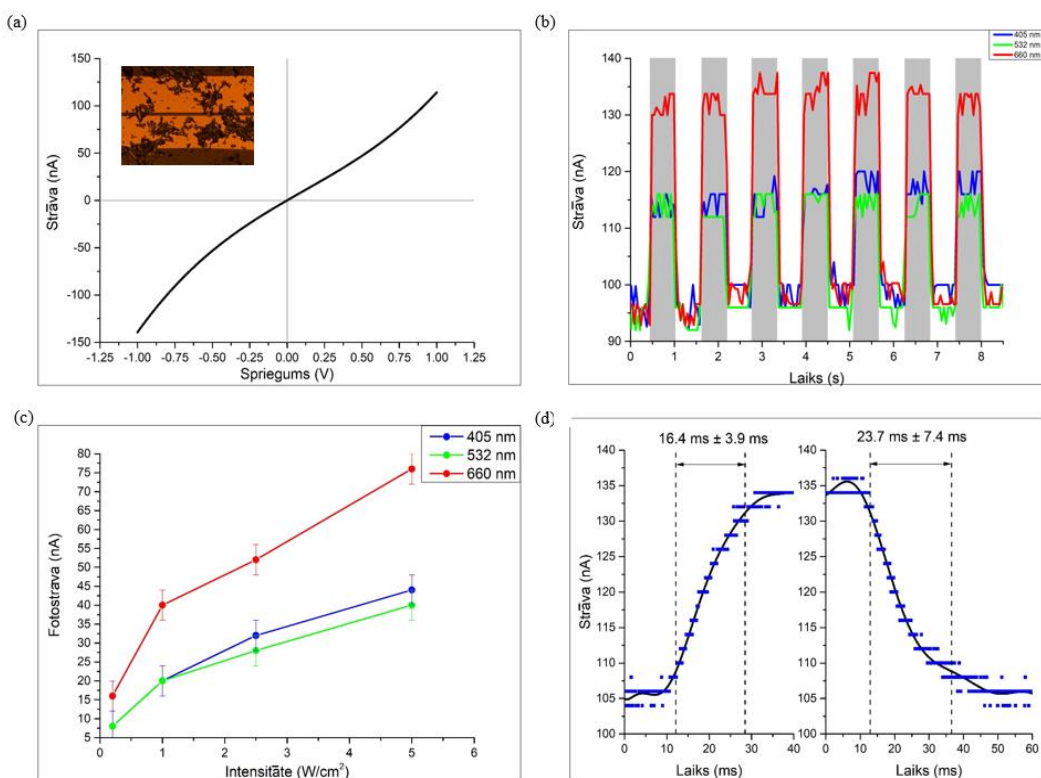 (a)
150
100
50
0
-50
-100
-150
-1.25 -1.00 -0.75 -0.50 -0.25 0.00 0.25 0.50 0.75 1.00 1.25
Strāva (nA)
Spriegums (V)
(b)
405 nm
532 nm
660 nm
140
130
120
110
100
90
0 1 2 3 4 5 6 7 8
Strāva (nA)
Laiks (s)
(c)
405 nm
532 nm
660 nm
80
75
70
65
60
55
50
45
40
35
30
25
20
15
10
5
0 1 2 3 4 5 6
Fotostrava (nA)
Intensitāte (W/cm²)
(d)
16.4 ms ± 3.9 ms
23.7 ms ± 7.4 ms
140
135
130
125
120
115
110
105
100
0 10 20 30 40
Strāva (nA)
Laiks (ms)
140
135
130
125
120
115
110
105
100
0 10 20 30 40 50 60
Laiks (ms)